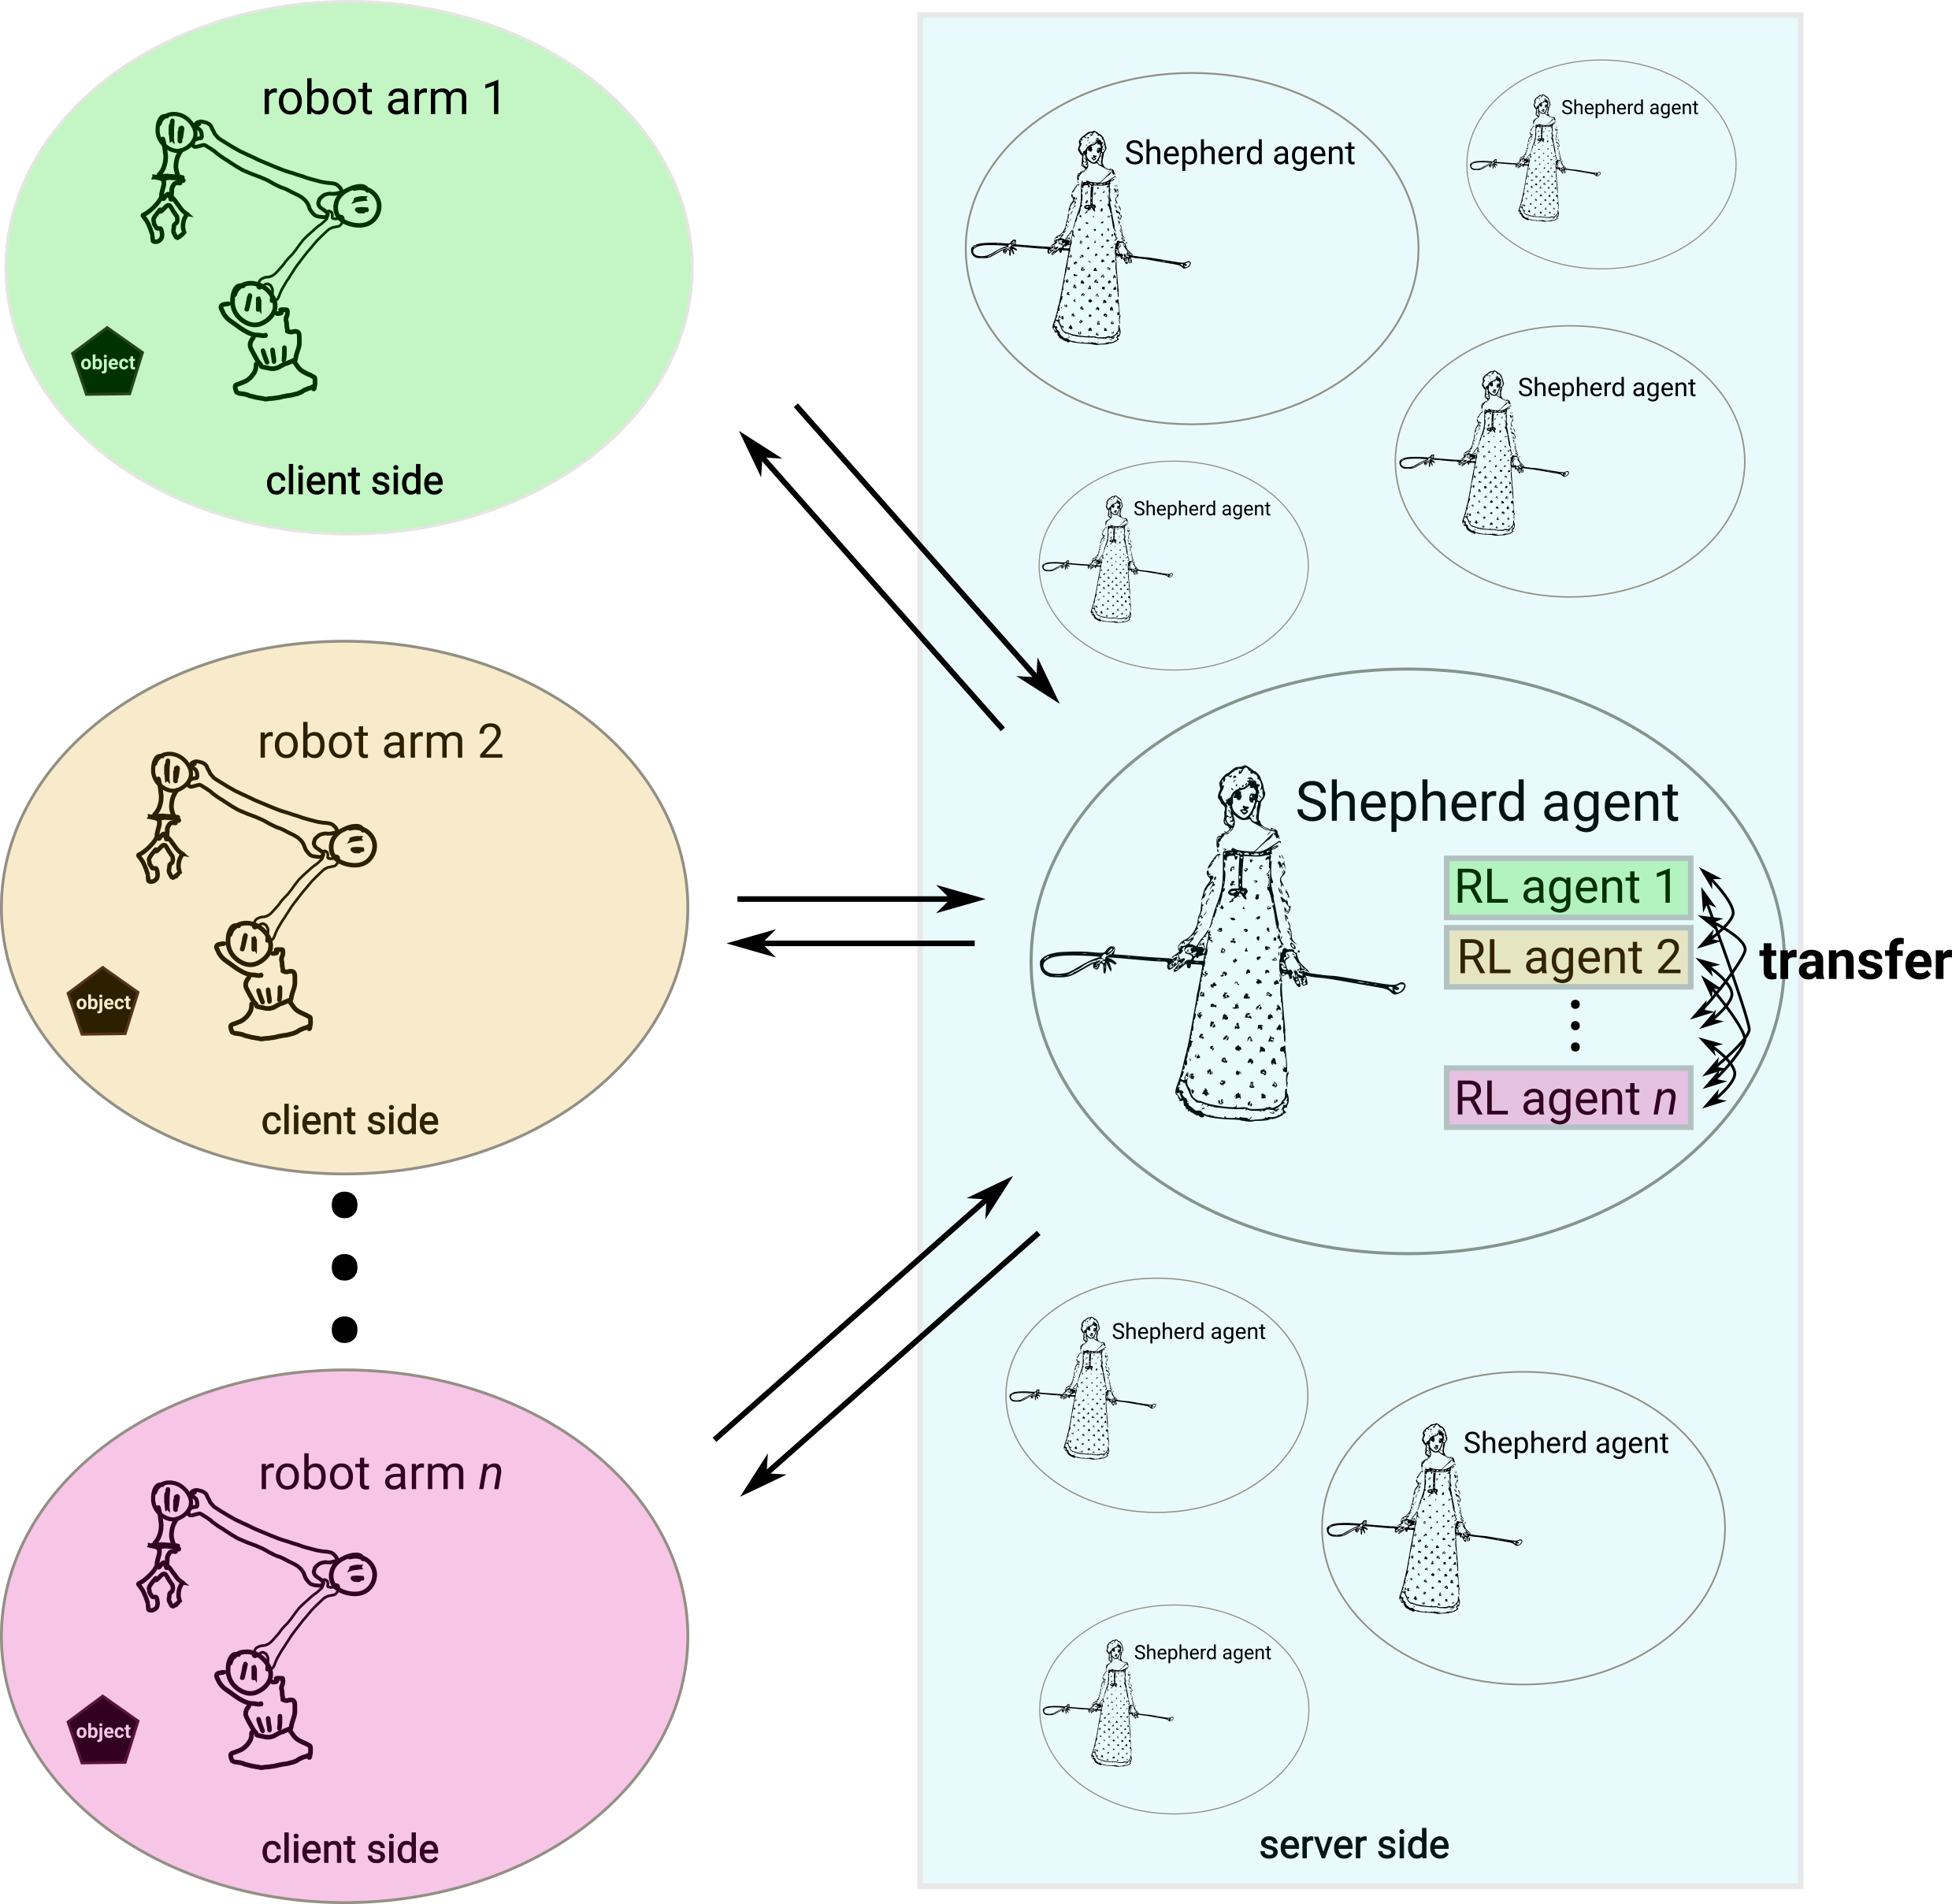 robot arm 1
object
client side
robot arm 2
object
client side
robot arm n
object
client side
Shepherd agent
Shepherd agent
Shepherd agent
Shepherd agent
Shepherd agent
RL agent 1
RL agent 2
RL agent n
transfer
Shepherd agent
Shepherd agent
Shepherd agent
server side